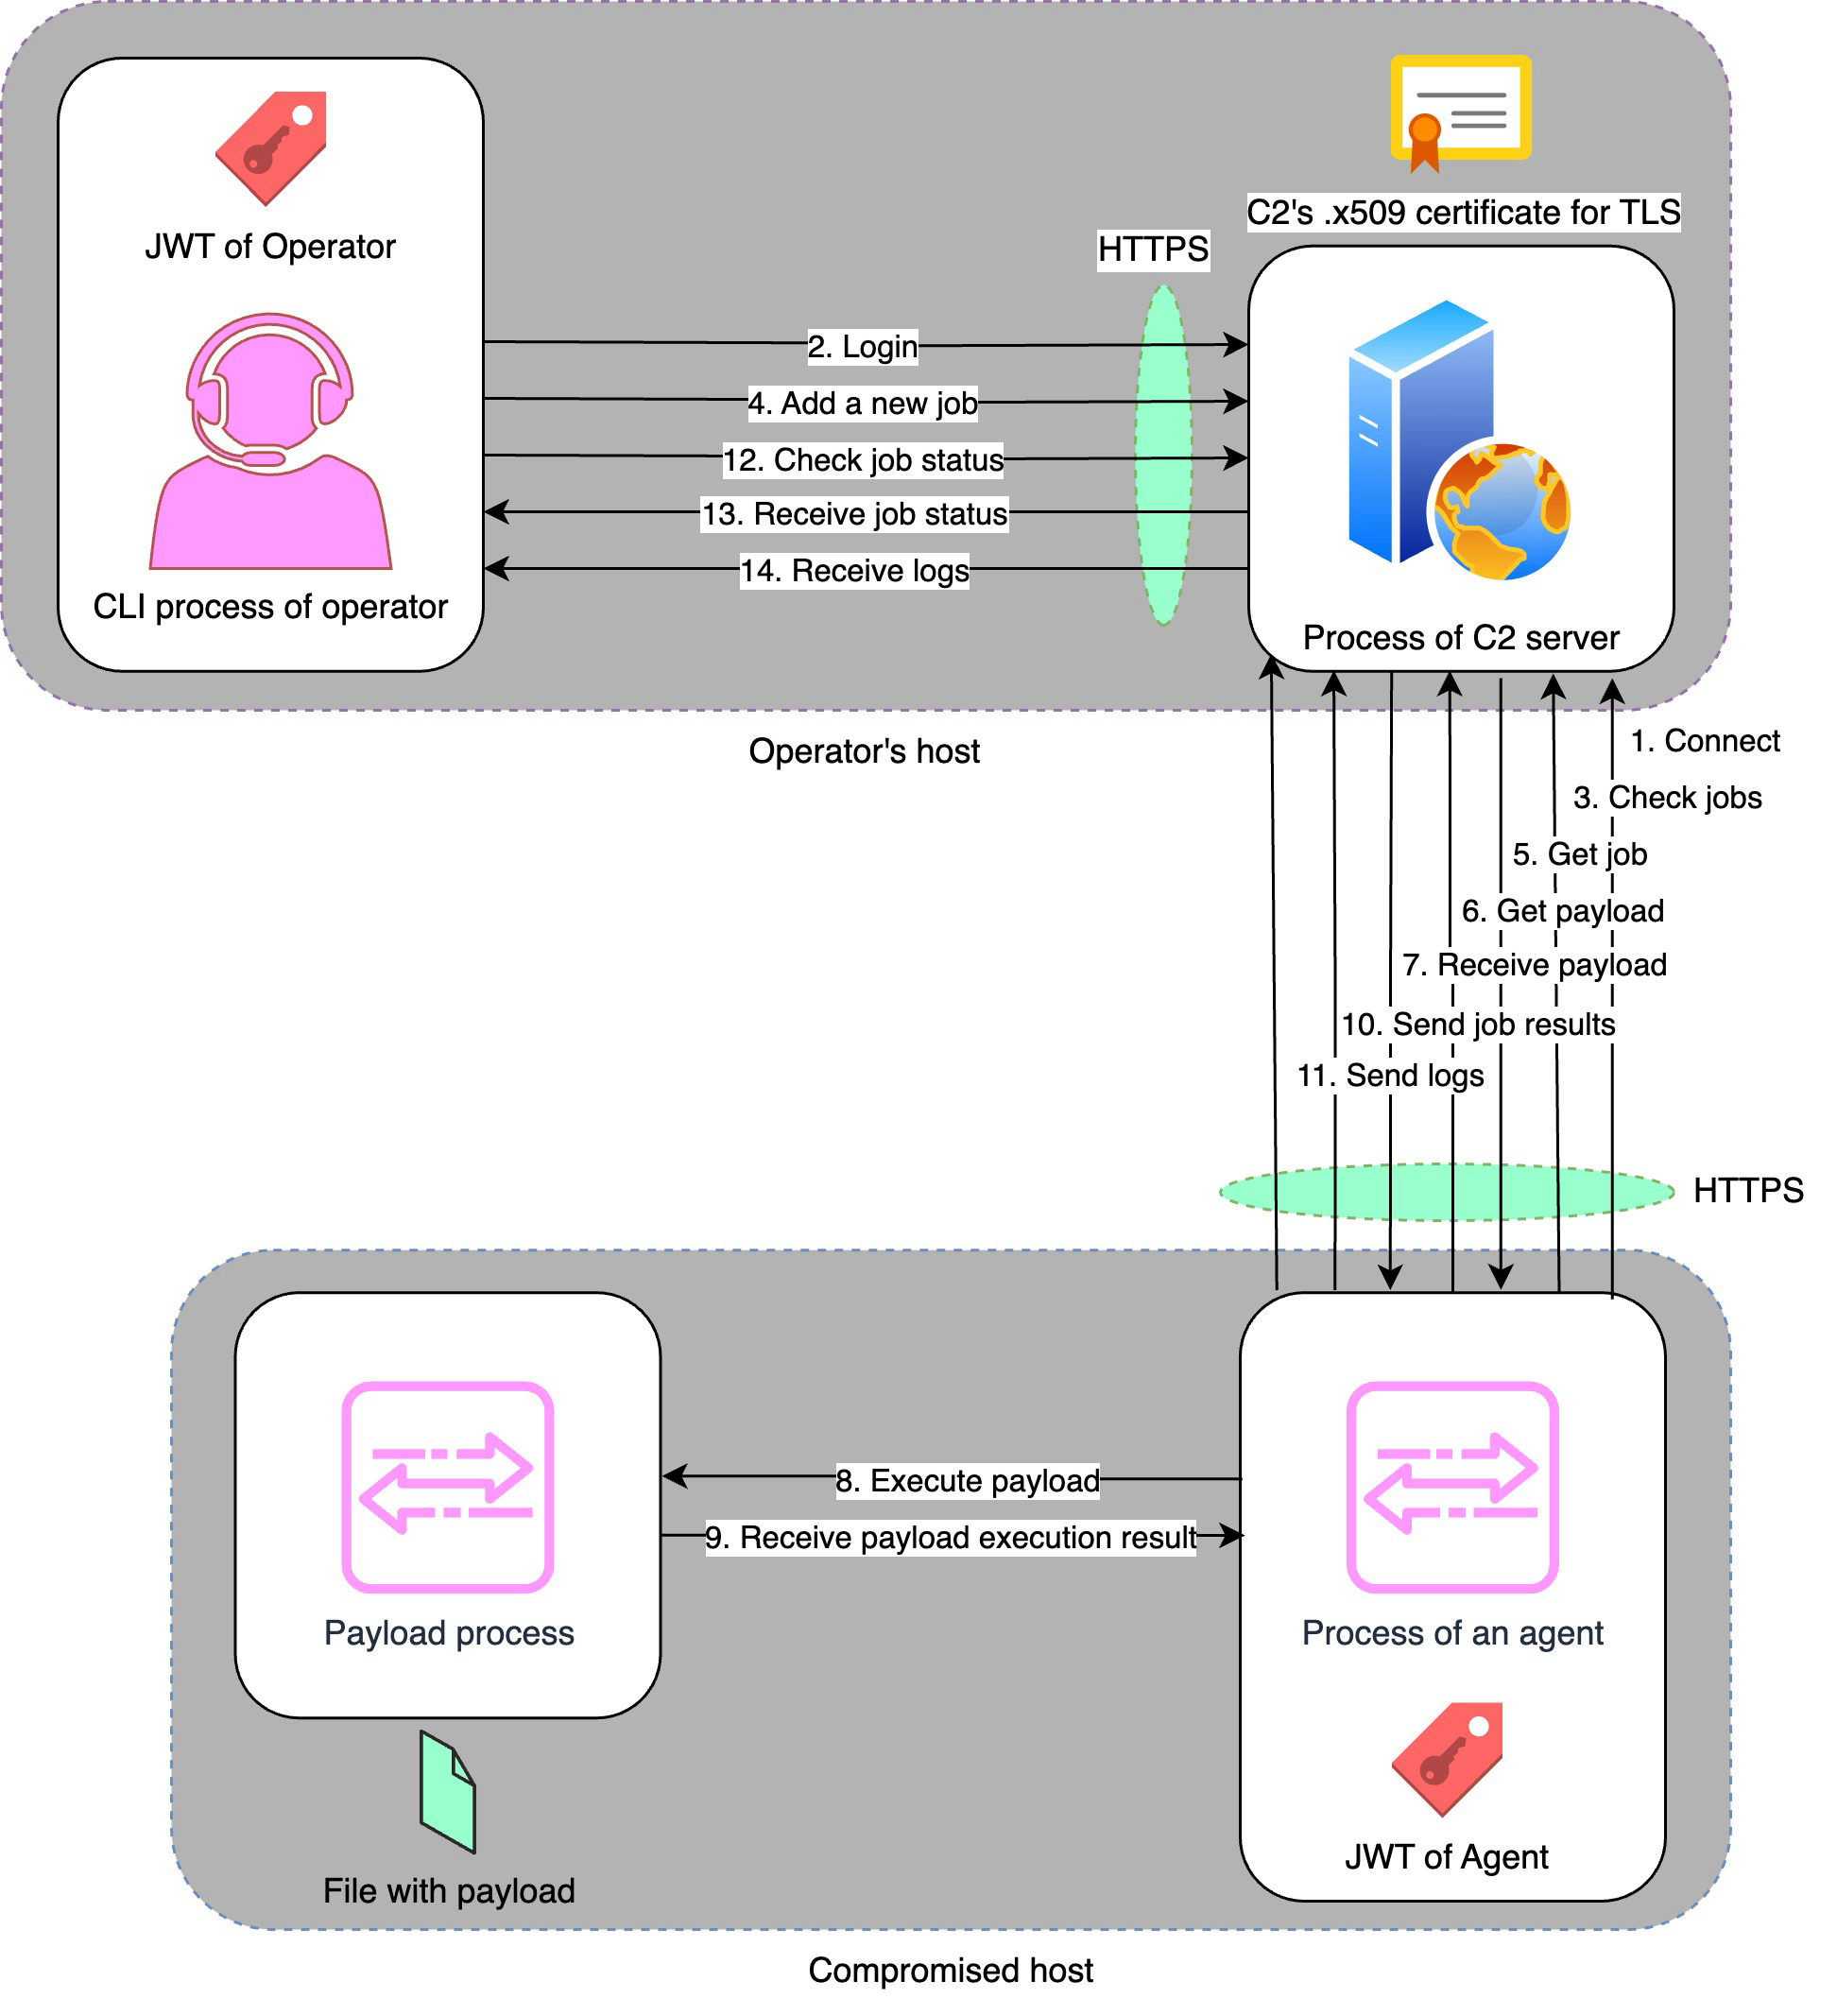 JWT of Operator
CLI process of operator
C2's .x509 certificate for TLS
HTTPS
2. Login
4. Add a new job
12. Check job status
13. Receive job status
14. Receive logs
Process of C2 server
Operator's host
1. Connect
3. Check jobs
5. Get job
6. Get payload
7. Receive payload
10. Send job results
11. Send logs
HTTPS
8. Execute payload
9. Receive payload execution result
Payload process
Process of an agent
JWT of Agent
File with payload
Compromised host